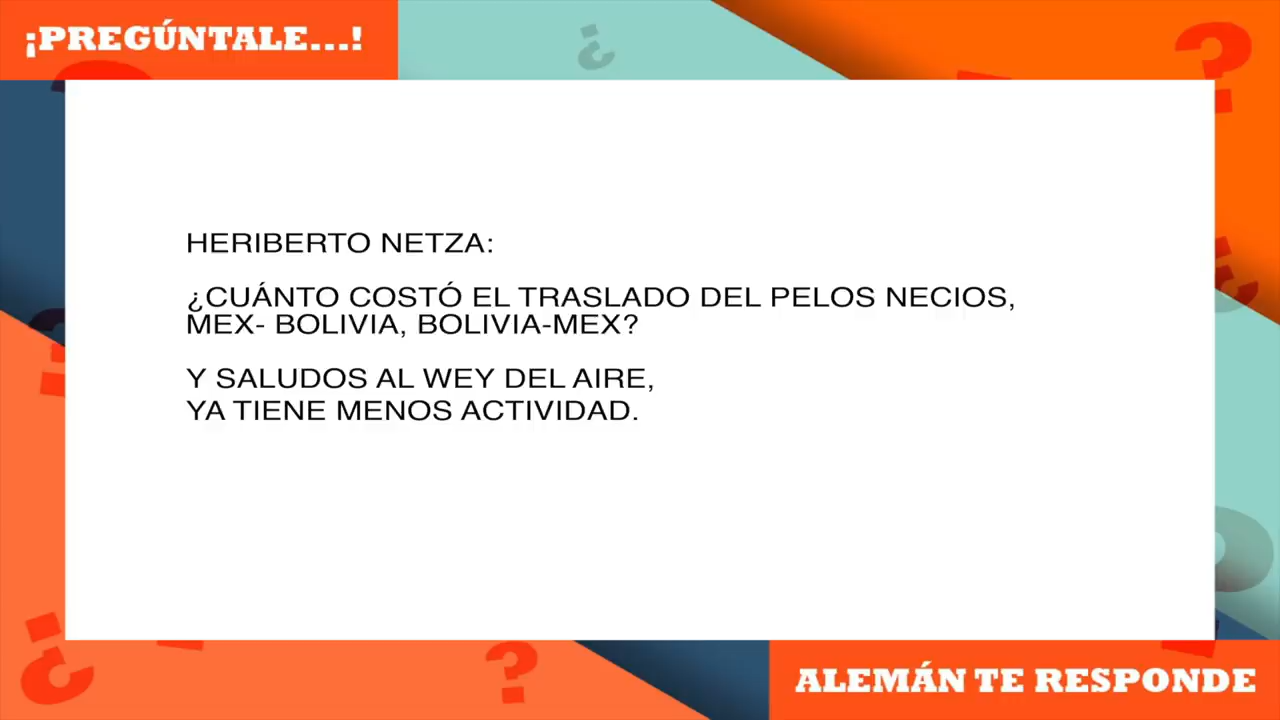 ¡PREGÚNTALE...!
HERIBERTO NETZA:
¿CUÁNTO COSTÓ EL TRASLADO DEL PELOS NECIOS,
MEX- BOLIVIA, BOLIVIA-MEX?
Y SALUDOS AL WEY DEL AIRE,
YA TIENE MENOS ACTIVIDAD.
ALEMÁN TE RESPONDE